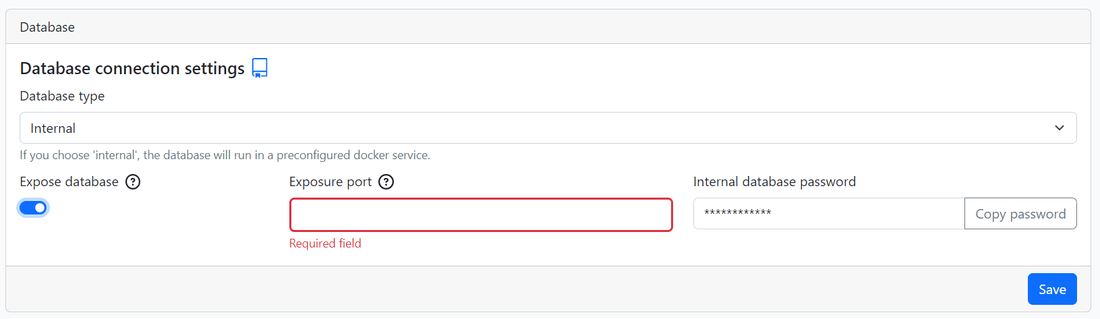 Database
Database connection settings
Database type
Internal
If you choose 'internal', the database will run in a preconfigured docker service.
Expose database
Exposure port
Internal database password
************
Copy password
Required field
Save